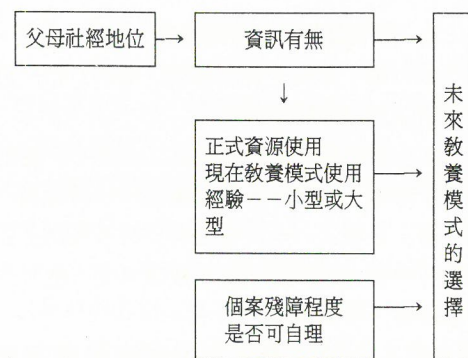 父母社經地位
資訊有無
正式資源使用
現在教養模式使用
經驗－－小型或大
型
個案殘障程度
是否可自理
未來教養模式的選擇